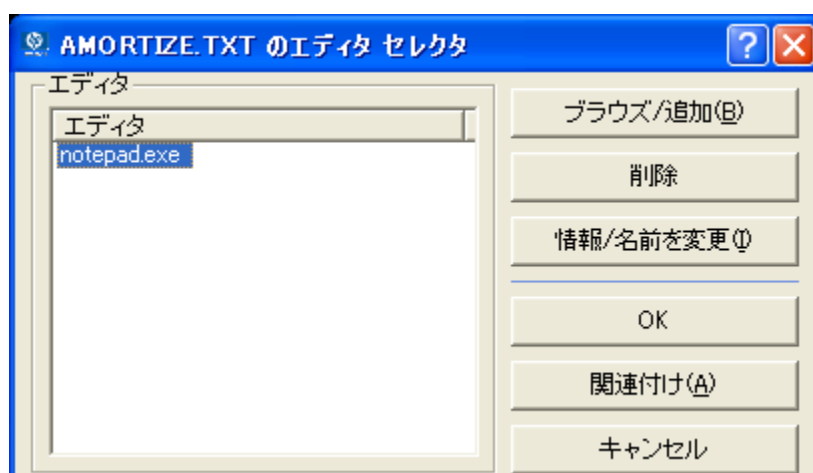 AMORTIZE.TXT のエディタ セレクタ
エディタ
エディタ
notepad.exe
ブラウズ/追加(B)
削除
情報/名前を変更(I)
OK
関連付け(A)
キャンセル